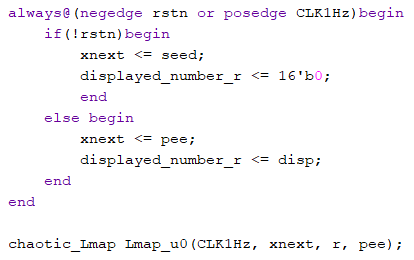 always@(negedge rstn or posedge CLK1Hz)begin
    if(!rstn)begin
        xnext <= seed;
        displayed_number_r <= 16'b0;
        end
    else begin
        xnext <= pee;
        displayed_number_r <= disp;
    end
end

chaotic_Lmap Lmap_u0(CLK1Hz, xnext, r, pee);